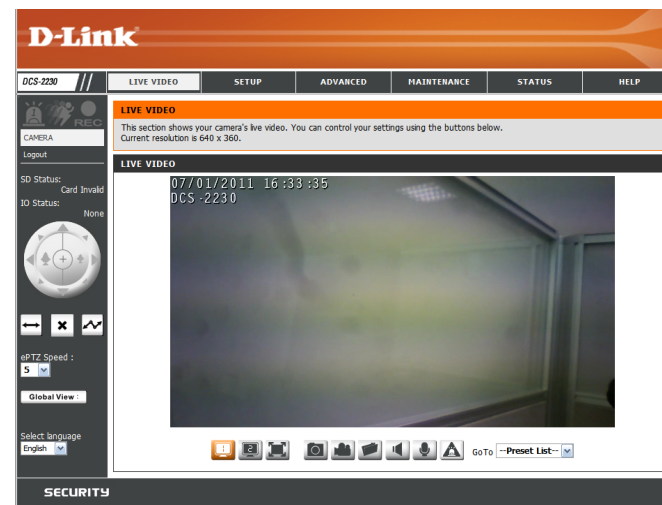 D-Link
DCS-2230 LIVE VIDEO SETUP ADVANCED MAINTENANCE STATUS HELP
REC
CAMERA
Logout
SD Status:
Card Invalid
IO Status:
None
ePTZ Speed :
5
Global View :
Select language
English
LIVE VIDEO
This section shows your camera's live video. You can control your settings using the buttons below.
Current resolution is 640 x 360.
LIVE VIDEO
07/01/2011 16:33:35
DCS-2230
1 2 GoTo --Preset List--
SECURITY